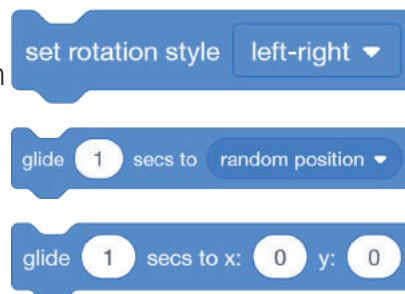 set rotation style left-right
glide 1 secs to random position
glide 1 secs to x: 0 y: 0